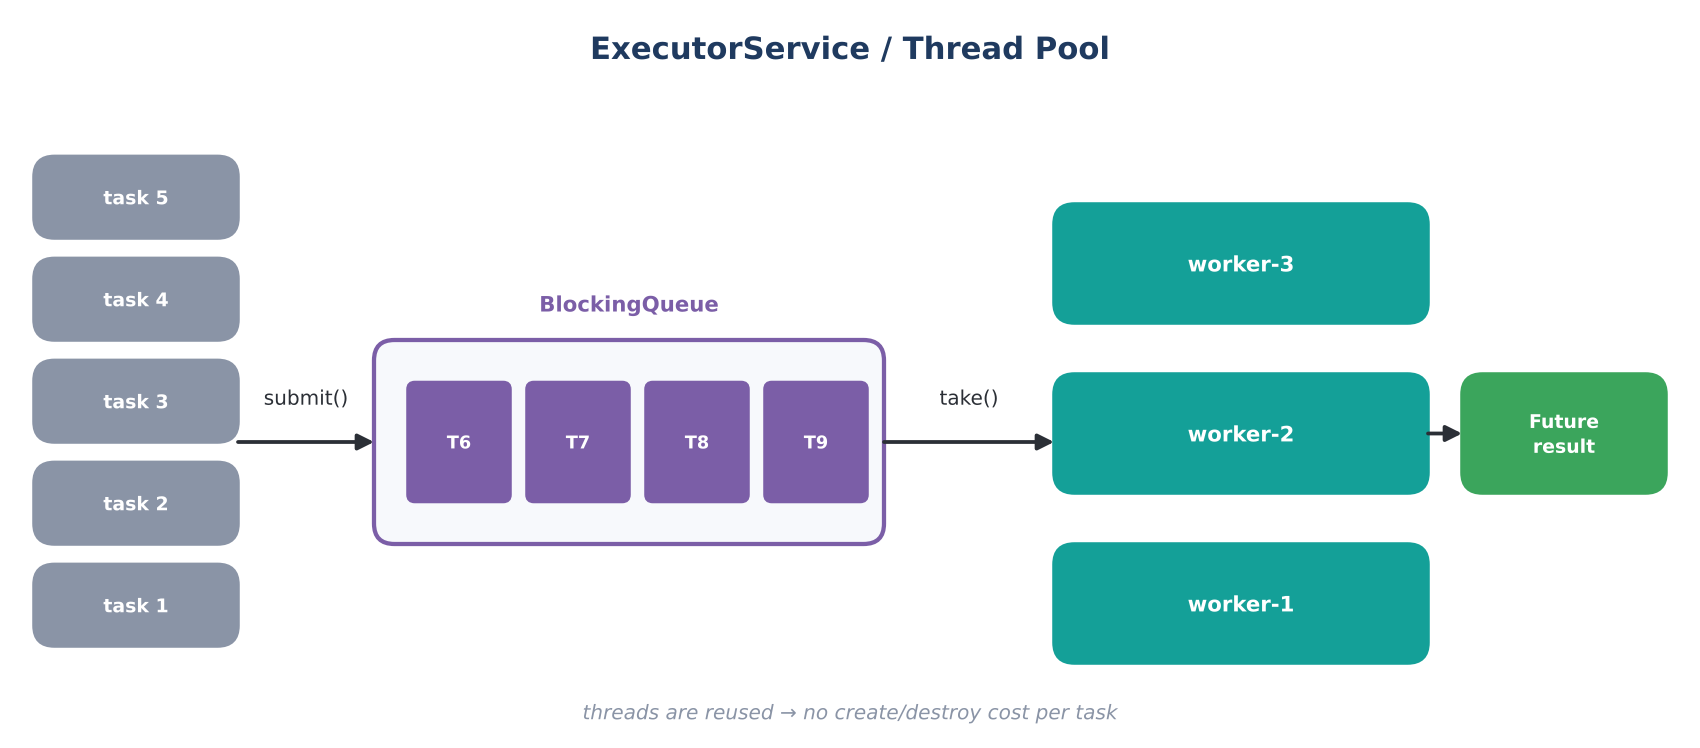 ExecutorService / Thread Pool
task 5
task 4
task 3
task 2
task 1
submit()
BlockingQueue
T6
T7
T8
T9
take()
worker-3
worker-2
worker-1
Future
result
threads are reused → no create/destroy cost per task